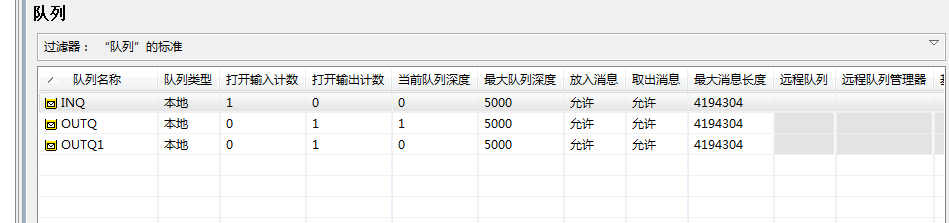 队列
过滤器： “队列”的标准
队列名称 队列类型 打开输入计数 打开输出计数 当前队列深度 最大队列深度 放入消息 取出消息 最大消息长度 远程队列 远程队列管理器
INQ 本地 1 0 0 5000 允许 允许 4194304
OUTQ 本地 0 1 1 5000 允许 允许 4194304
OUTQ1 本地 0 1 0 5000 允许 允许 4194304